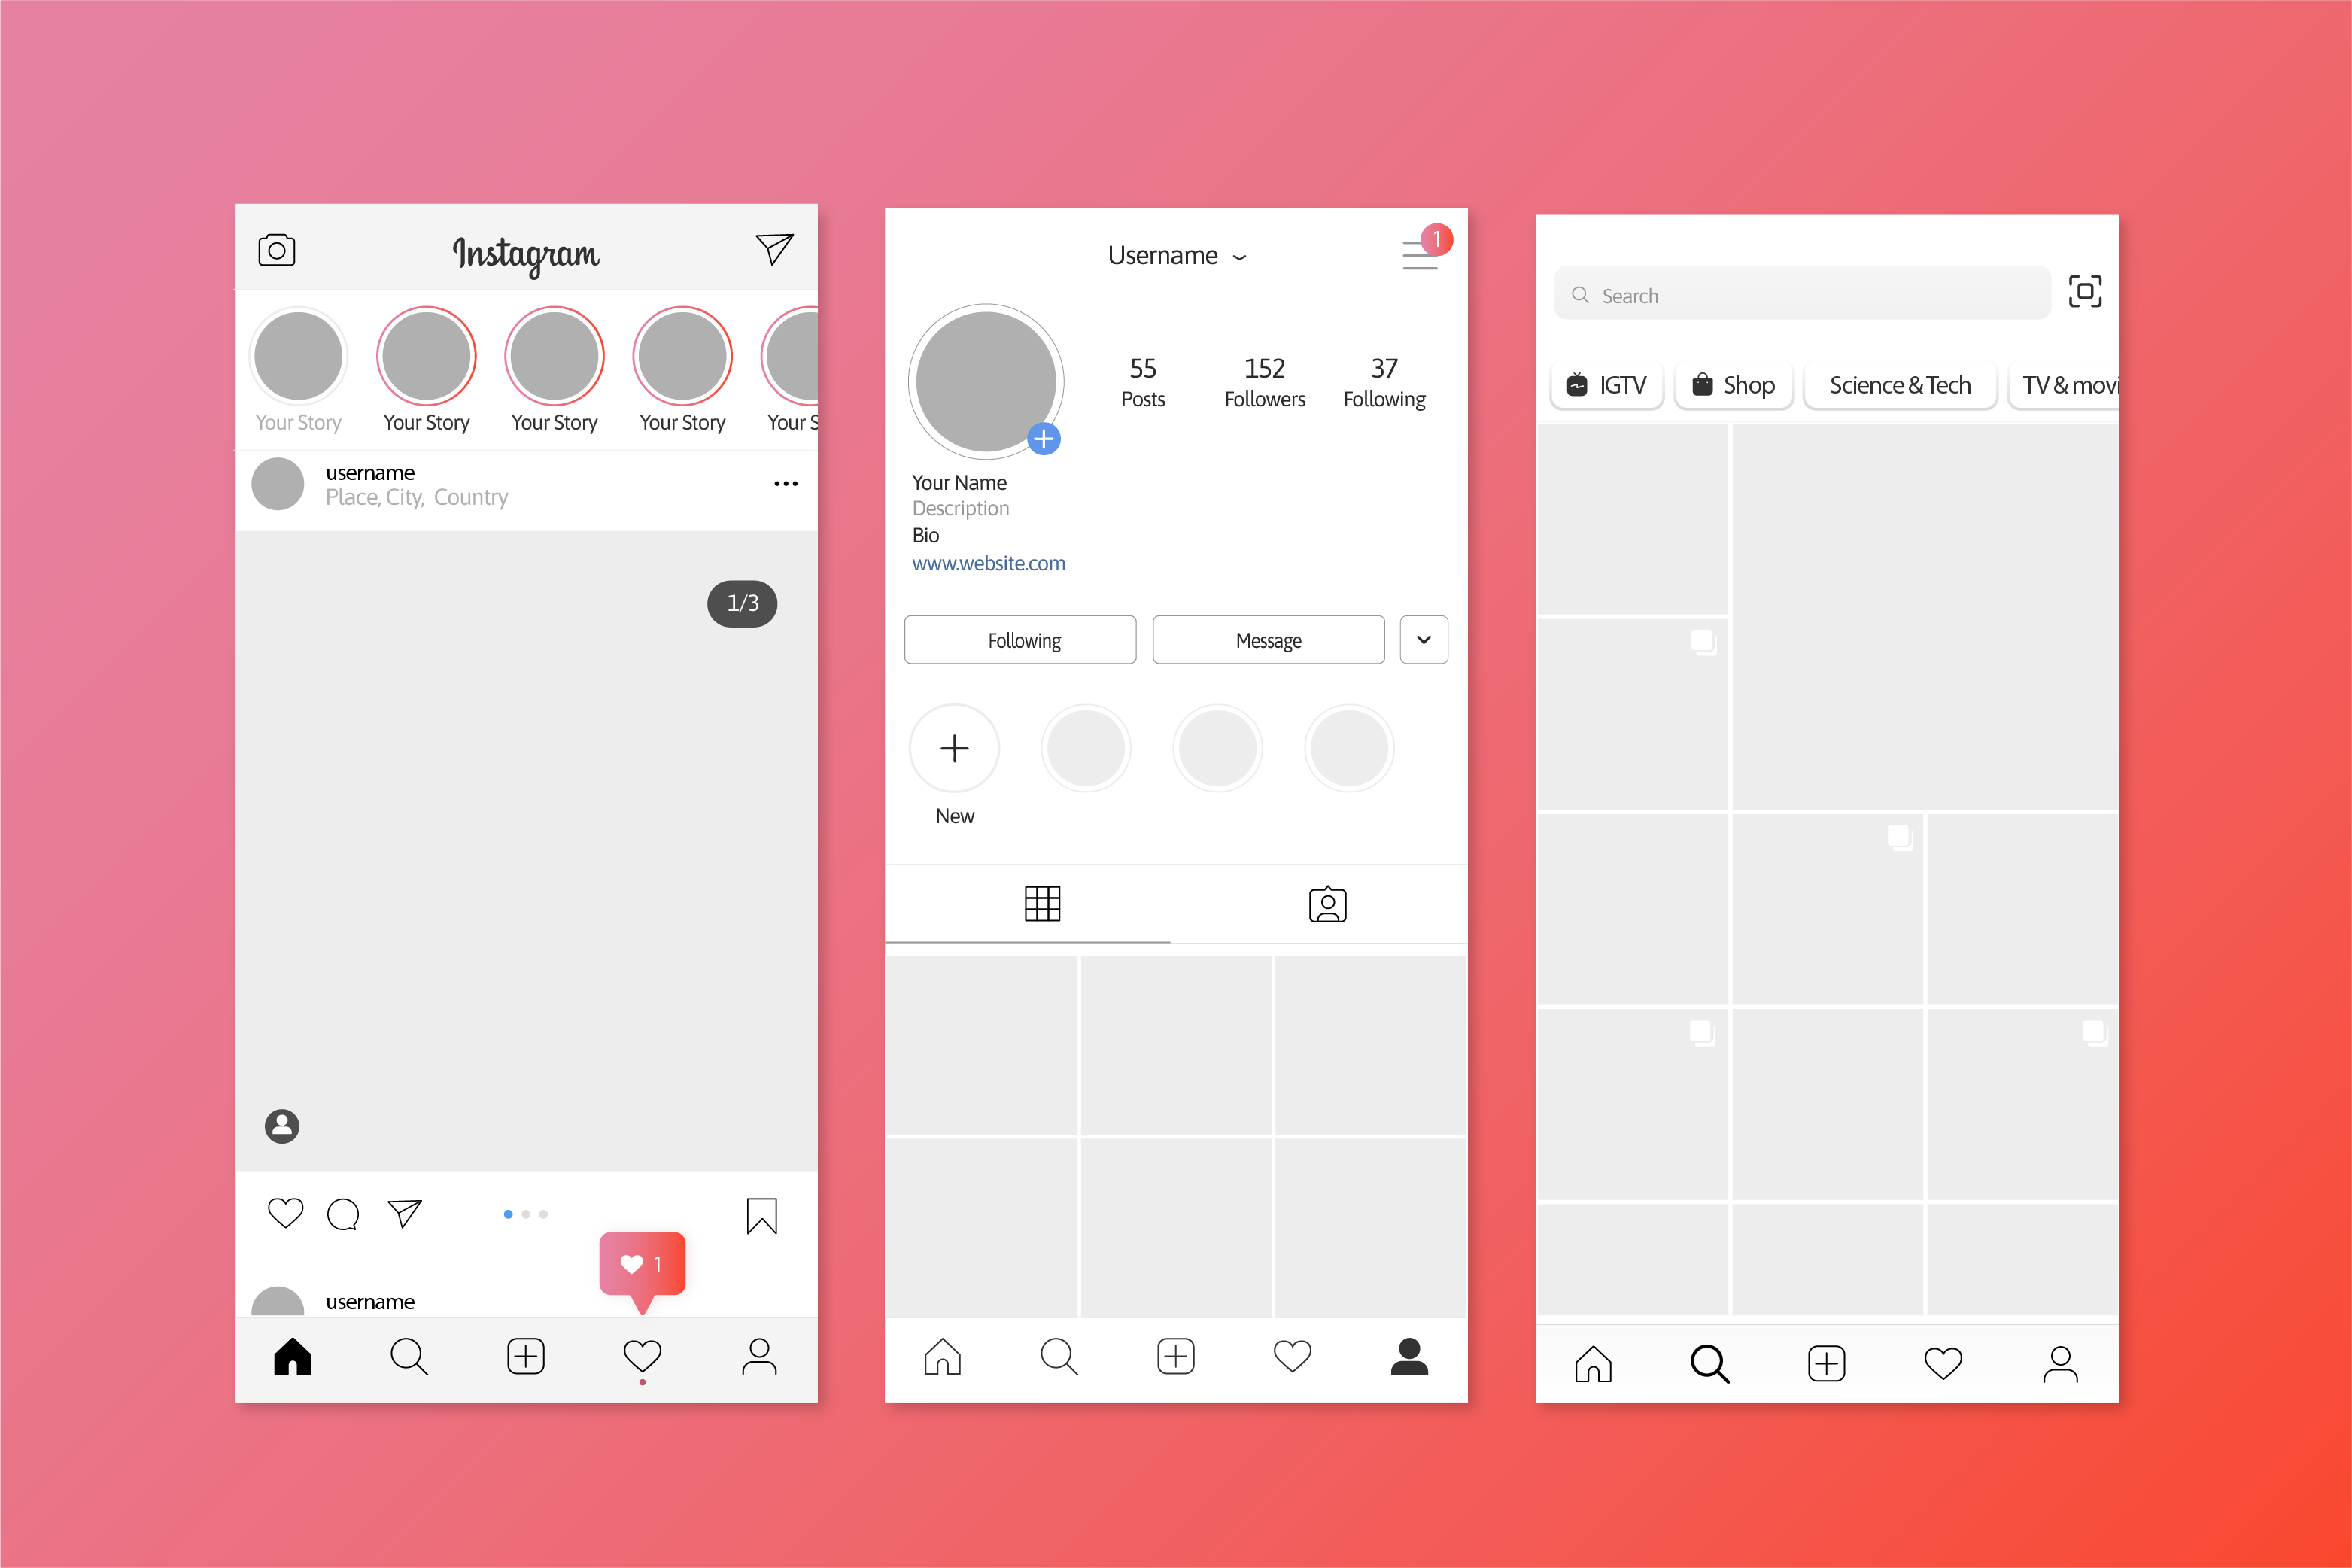 Instagram
Your Story Your Story Your Story Your Story Your S
username
Place, City, Country
1/3
1
username
Username
1
55 152 37
Posts Followers Following
Your Name
Description
Bio
www.website.com
Following Message
New
Search
IGTV Shop Science & Tech TV & movi